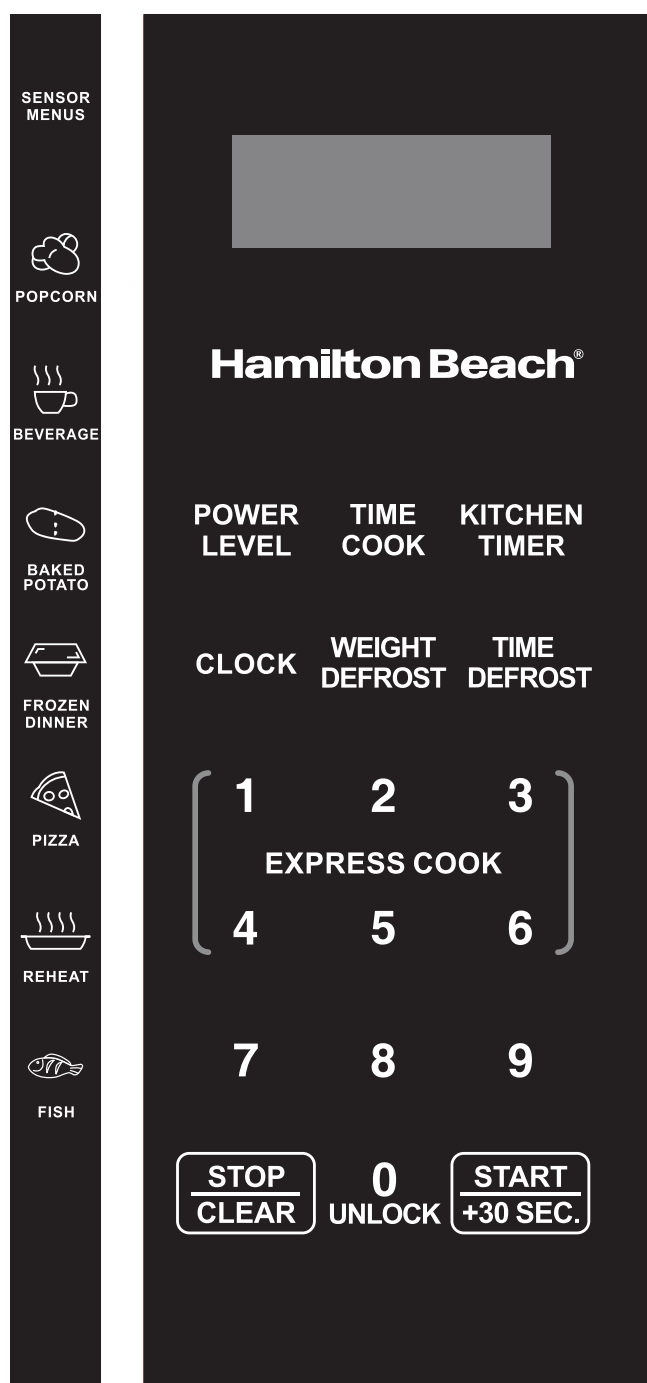 SENSOR
MENUS
POPCORN
BEVERAGE
BAKED
POTATO
FROZEN
DINNER
PIZZA
REHEAT
FISH
Hamilton Beach®
POWER
LEVEL
TIME
COOK
KITCHEN
TIMER
CLOCK
WEIGHT
DEFROST
TIME
DEFROST
1 2 3
EXPRESS COOK
4 5 6
7 8 9
STOP
CLEAR
0
UNLOCK
START
+30 SEC.